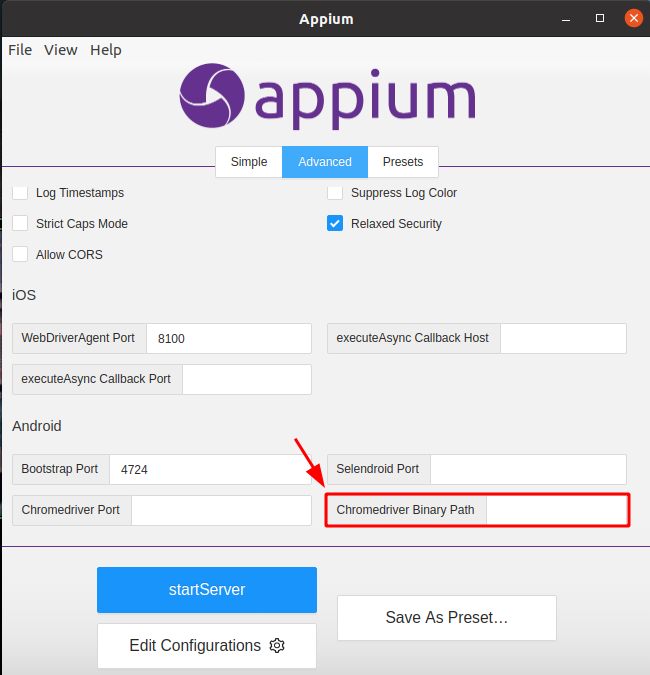 Appium
File View Help
appium
Simple Advanced Presets
Log Timestamps Suppress Log Color
Strict Caps Mode Relaxed Security
Allow CORS
iOS
WebDriverAgent Port 8100 executeAsync Callback Host
executeAsync Callback Port
Android
Bootstrap Port 4724 Selendroid Port
Chromedriver Port Chromedriver Binary Path
startServer
Save As Preset...
Edit Configurations